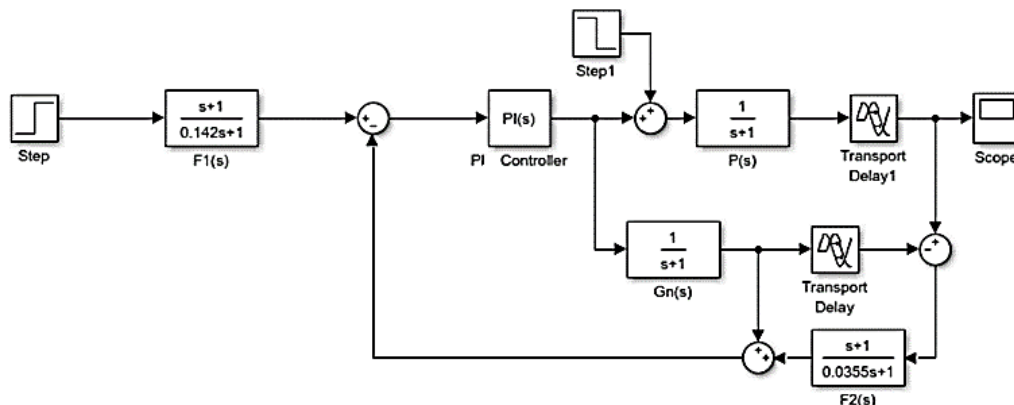 Step1
s+1
0.142s+1
F1(s)
Step
+
−
PI(s)
PI Controller
+
+
1
s+1
P(s)
Transport
Delay1
Scope
1
s+1
Gn(s)
Transport
Delay
−
+
+
+
s+1
0.0355s+1
F2(s)